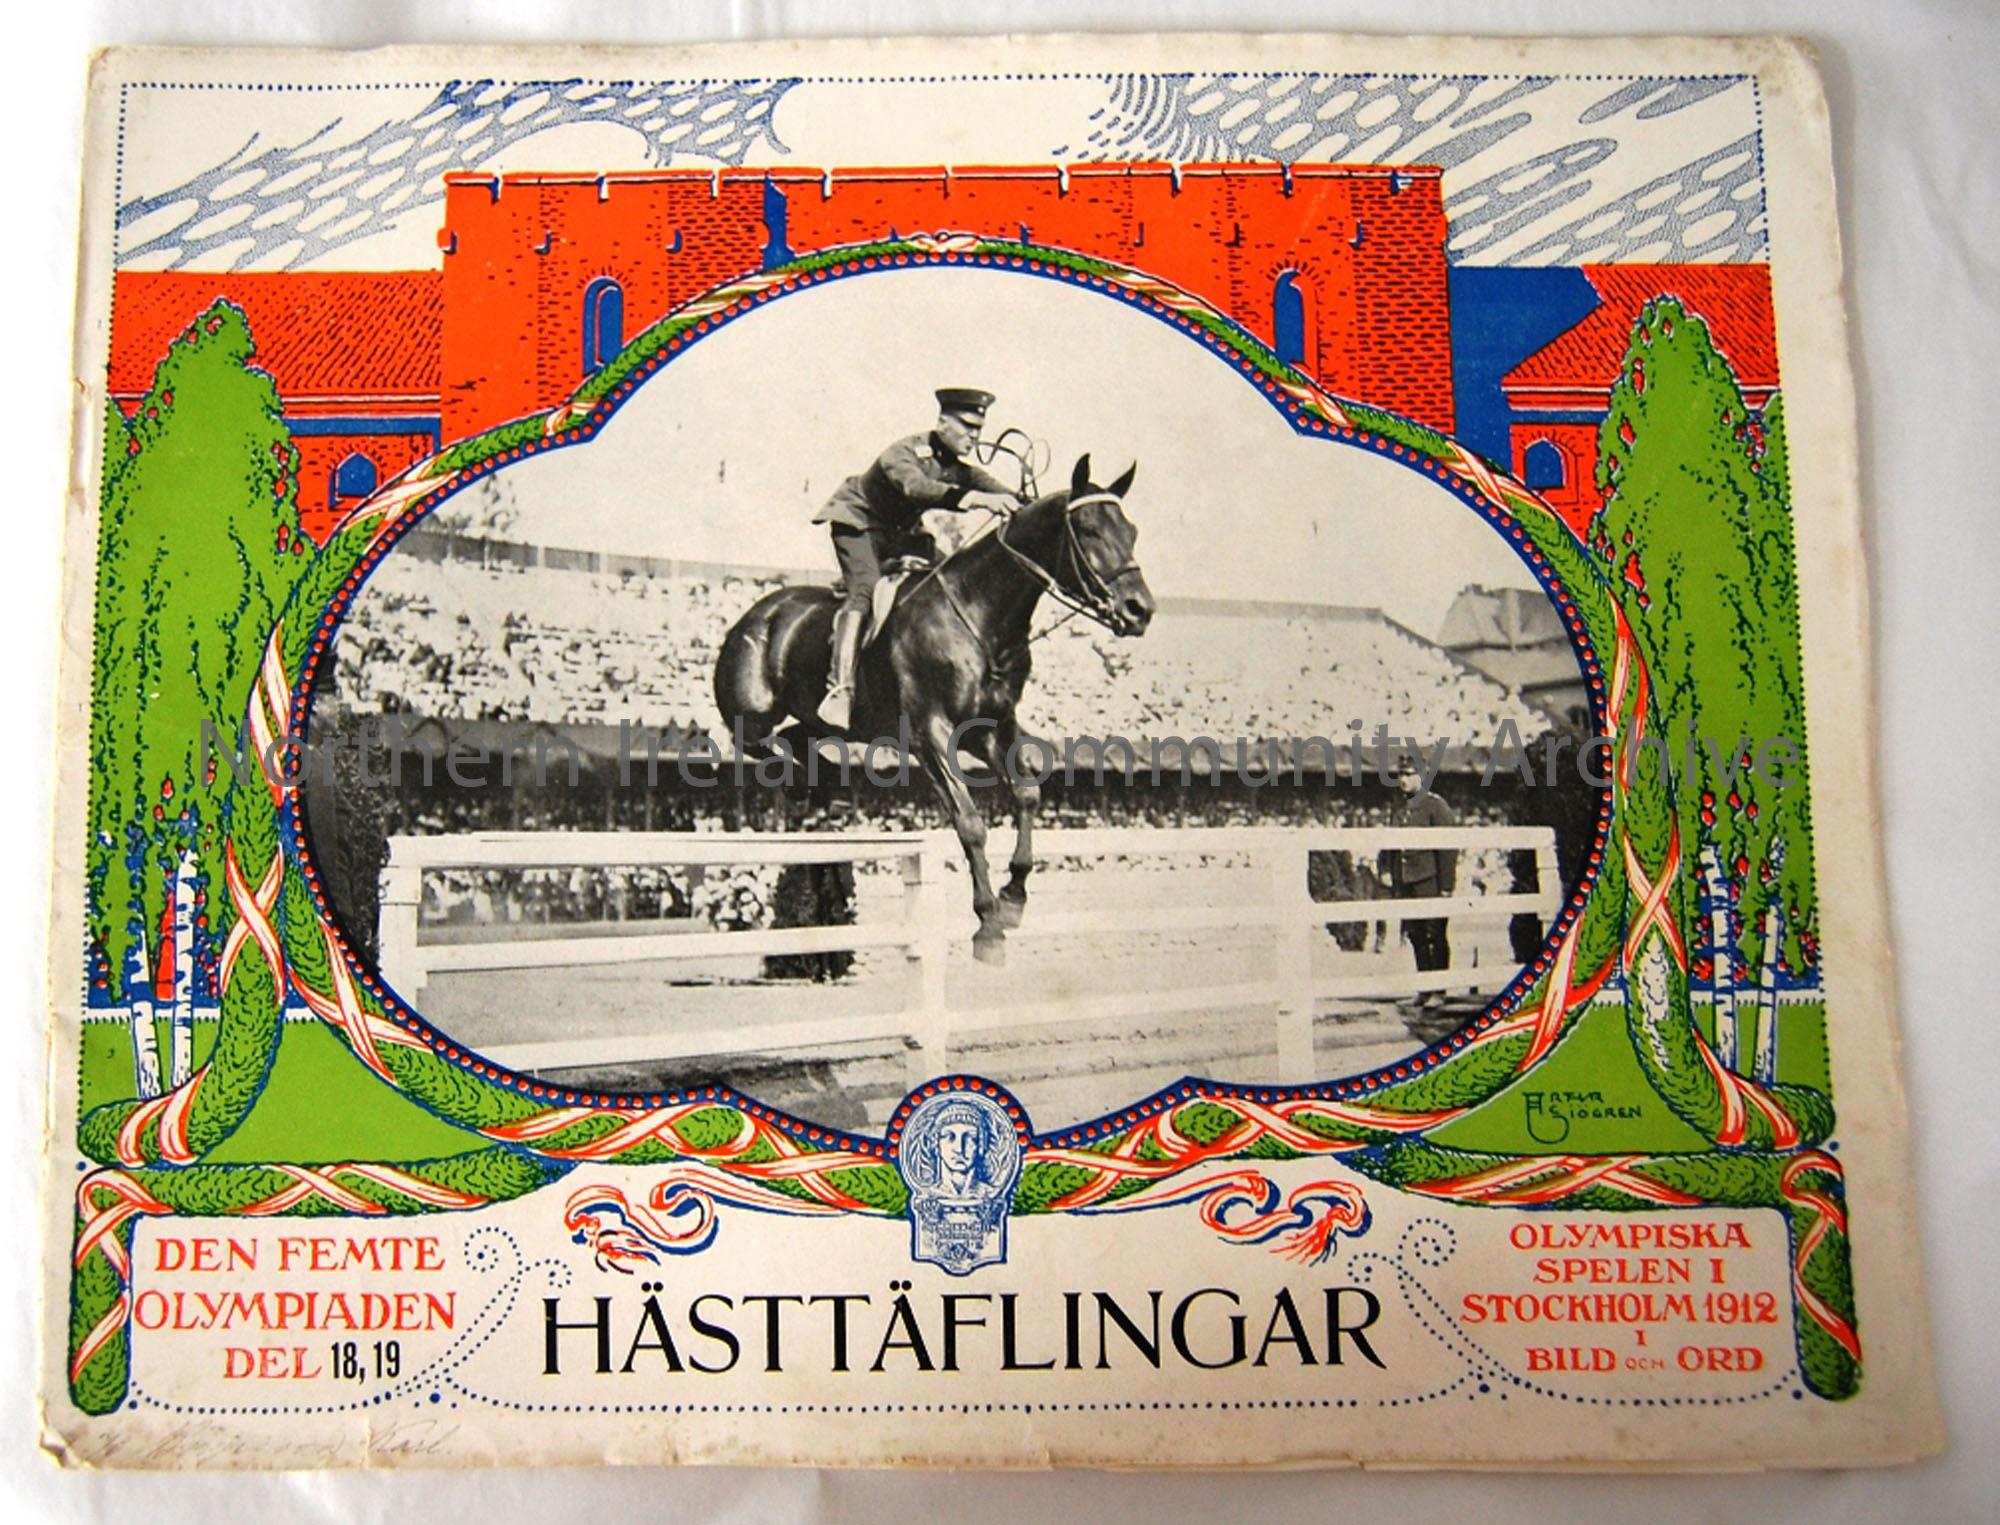 Northern Ireland Community Archive
ARTUR
SJÖGREN
DEN FEMTE
OLYMPIADEN
DEL 18, 19
HÄSTTÄFLINGAR
OLYMPISKA
SPELEN I
STOCKHOLM 1912
I
BILD OCH ORD
Karl